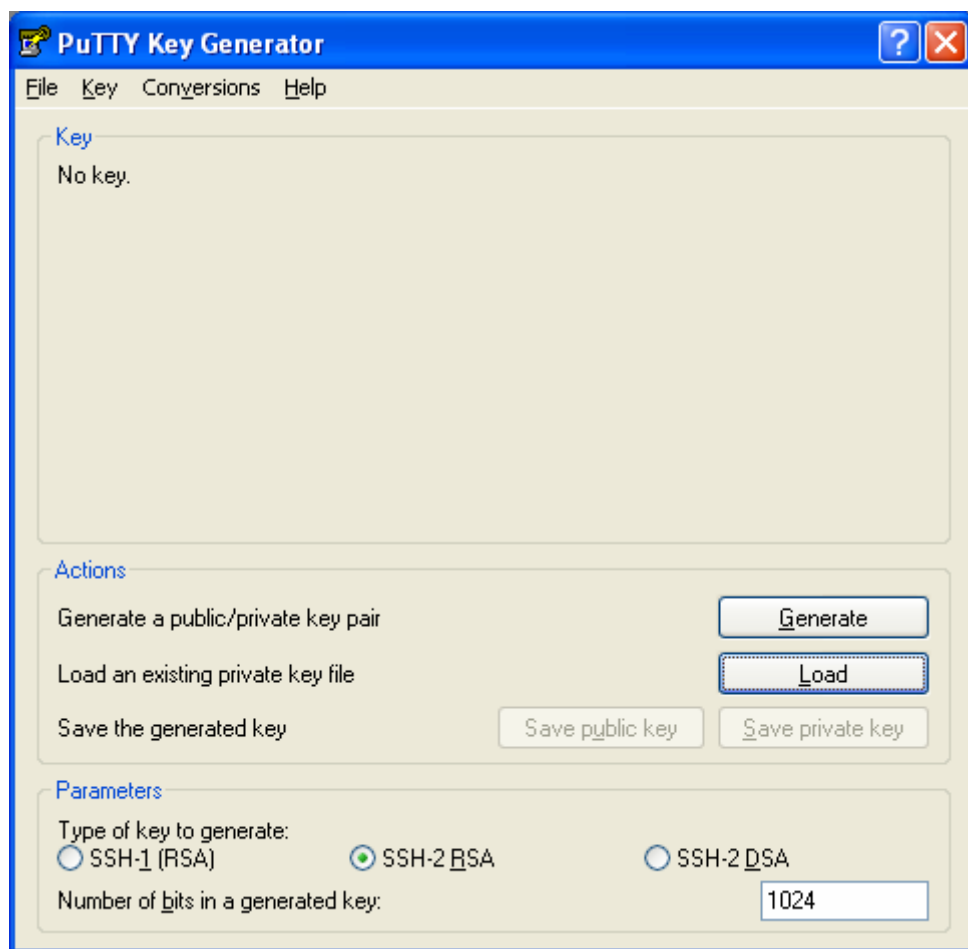 PuTTY Key Generator
File Key Conversions Help
Key
No key.
Actions
Generate a public/private key pair Generate
Load an existing private key file Load
Save the generated key Save public key Save private key
Parameters
Type of key to generate:
SSH-1 (RSA) SSH-2 RSA SSH-2 DSA
Number of bits in a generated key: 1024